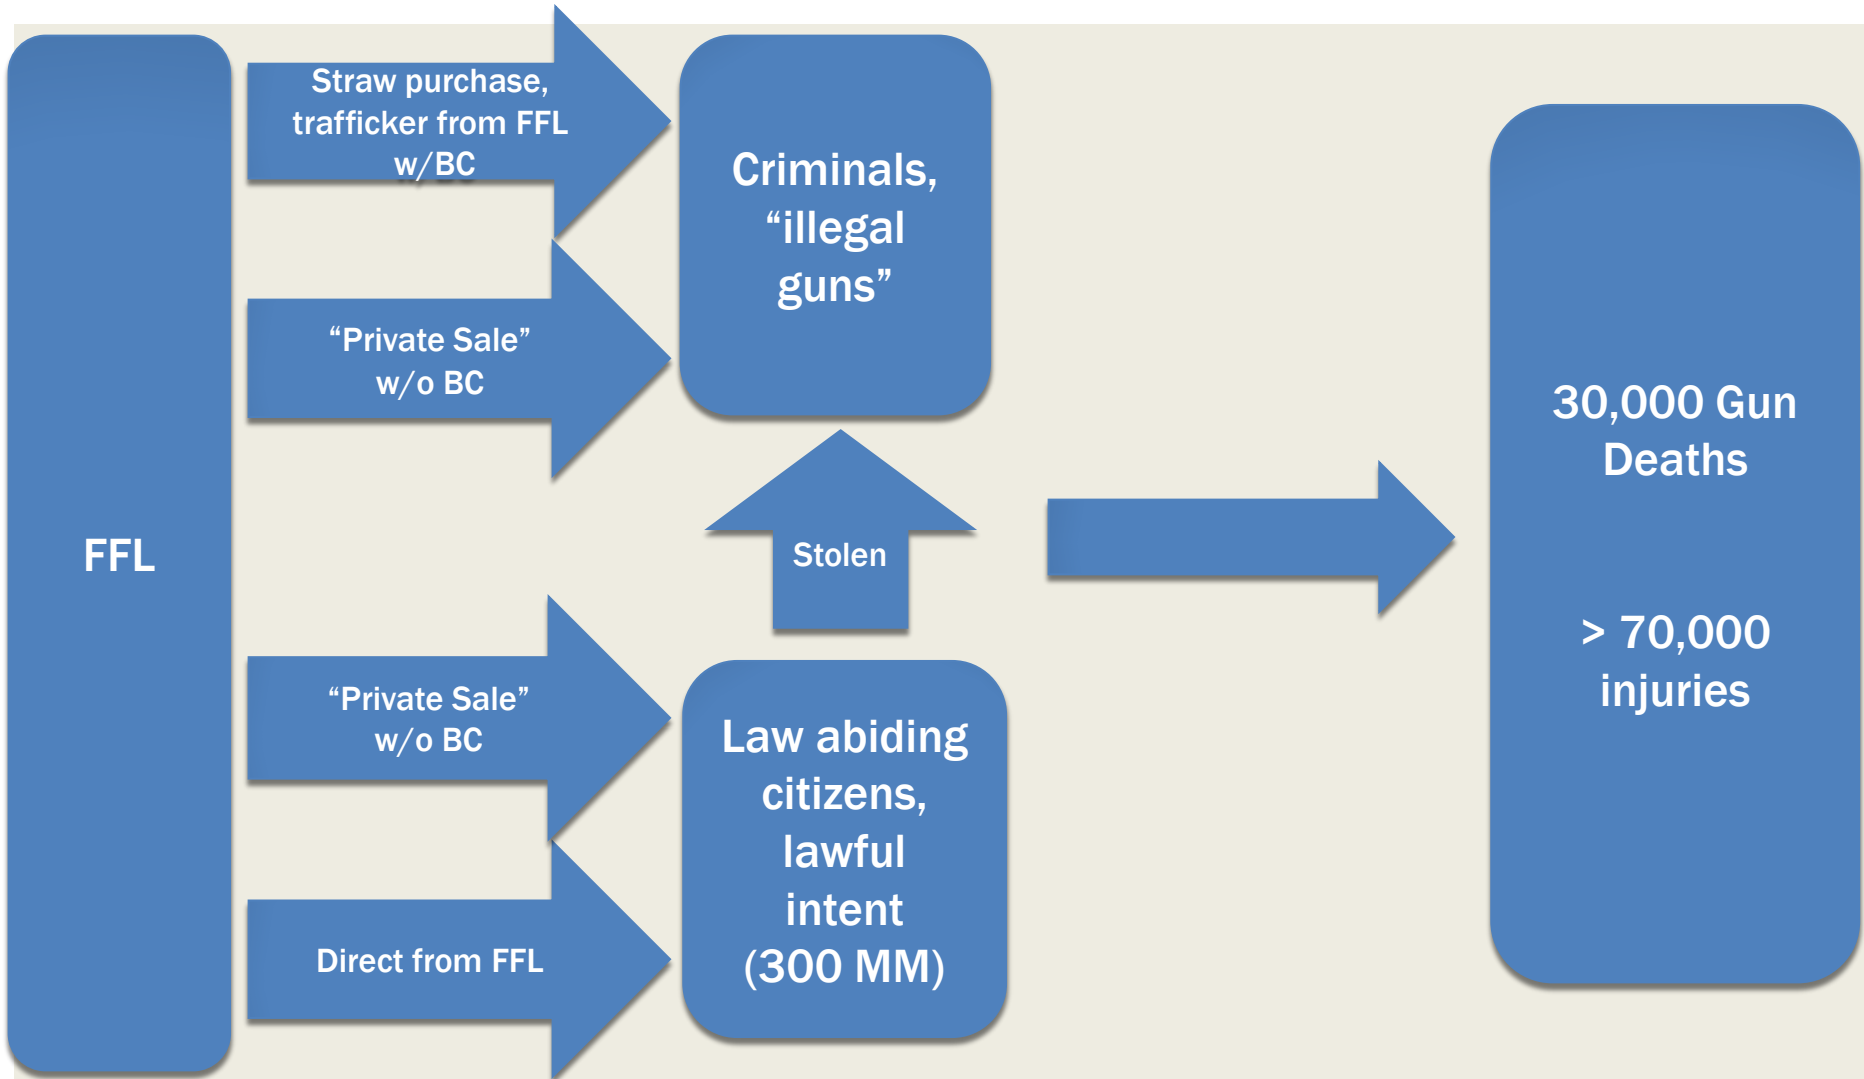 FFL
Straw purchase,
trafficker from FFL
w/BC
“Private Sale”
w/o BC
“Private Sale”
w/o BC
Direct from FFL
Criminals,
“illegal
guns”
Stolen
Law abiding
citizens,
lawful
intent
(300 MM)
30,000 Gun
Deaths
> 70,000
injuries